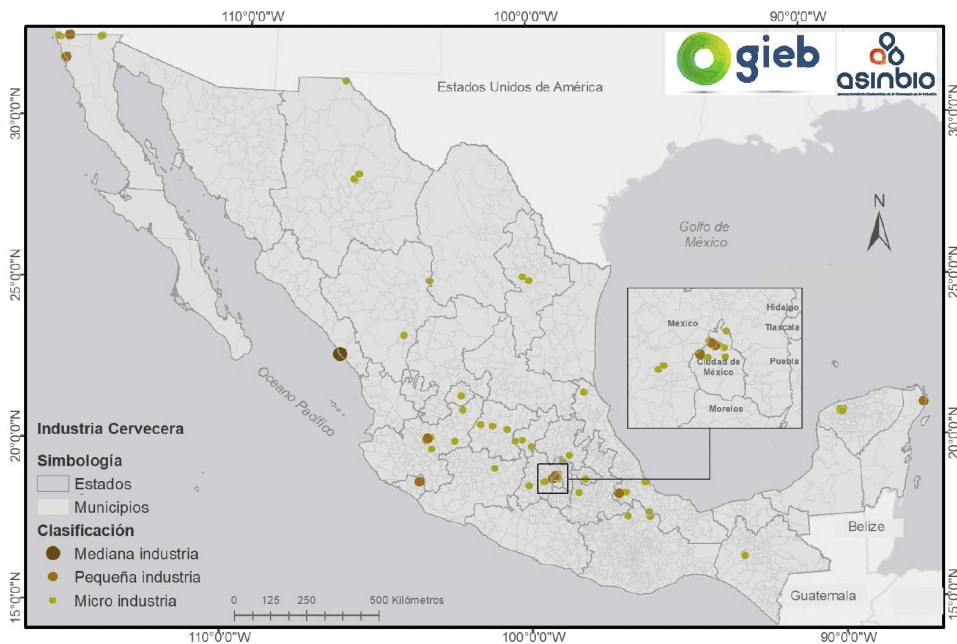 110°0'0"W 100°0'0"W 90°0'0"W
gieb
asinbio
Estados Unidos de América
30°0'0"N
30°0'0"N
N
Golfo de
México
25°0'0"N
25°0'0"N
Hidalgo
México
Tlaxcala
Ciudad de
México
Puebla
Morelos
Oceano Pacífico
20°0'0"N
20°0'0"N
Industria Cervecera
Simbología
Estados
Municipios
Clasificación
Mediana industria
Pequeña industria
Micro industria
Belize
Guatemala
0 125 250 500 Kilómetros
15°0'0"N
15°0'0"N
110°0'0"W 100°0'0"W 90°0'0"W